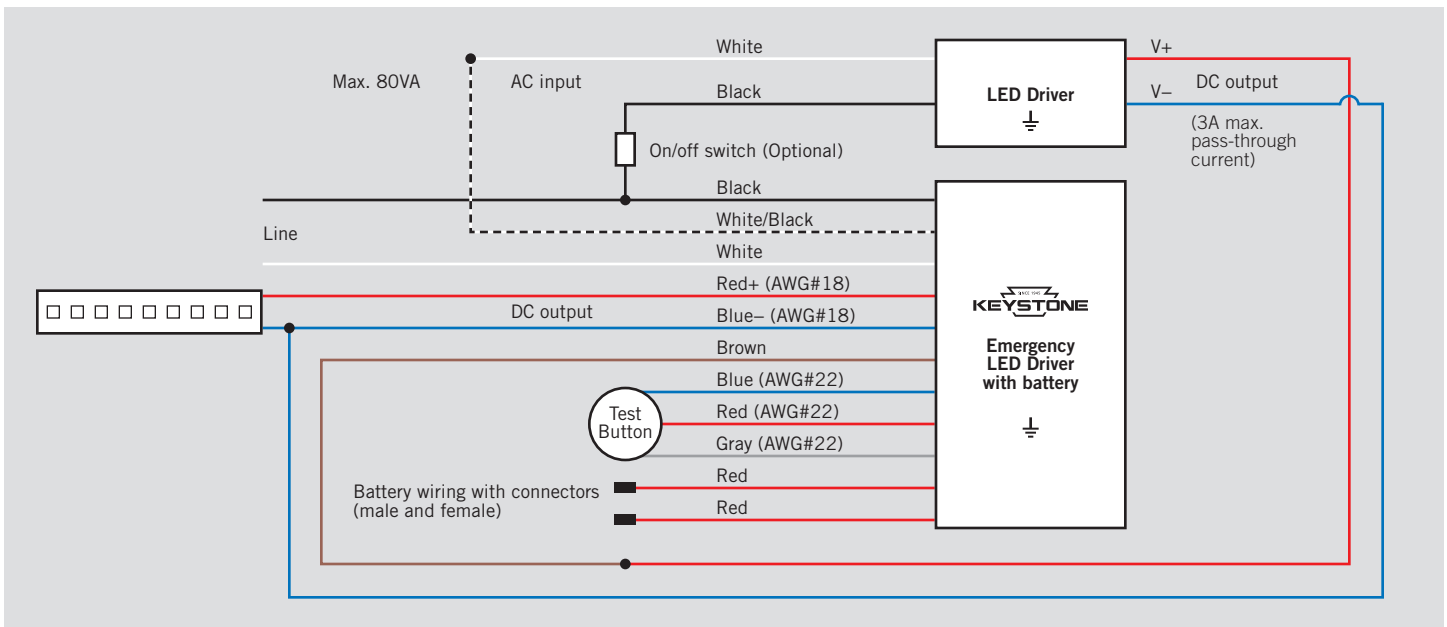 White
V+
Max. 80VA
AC input
DC output
Black
LED Driver
V–
(3A max.
pass-through
current)
On/off switch (Optional)
Black
White/Black
Line
White
Red+ (AWG#18)
DC output
Blue– (AWG#18)
SINCE 1945
KEYSTONE
Brown
Emergency
LED Driver
with battery
Blue (AWG#22)
Test
Button
Red (AWG#22)
Gray (AWG#22)
Red
Battery wiring with connectors
(male and female)
Red